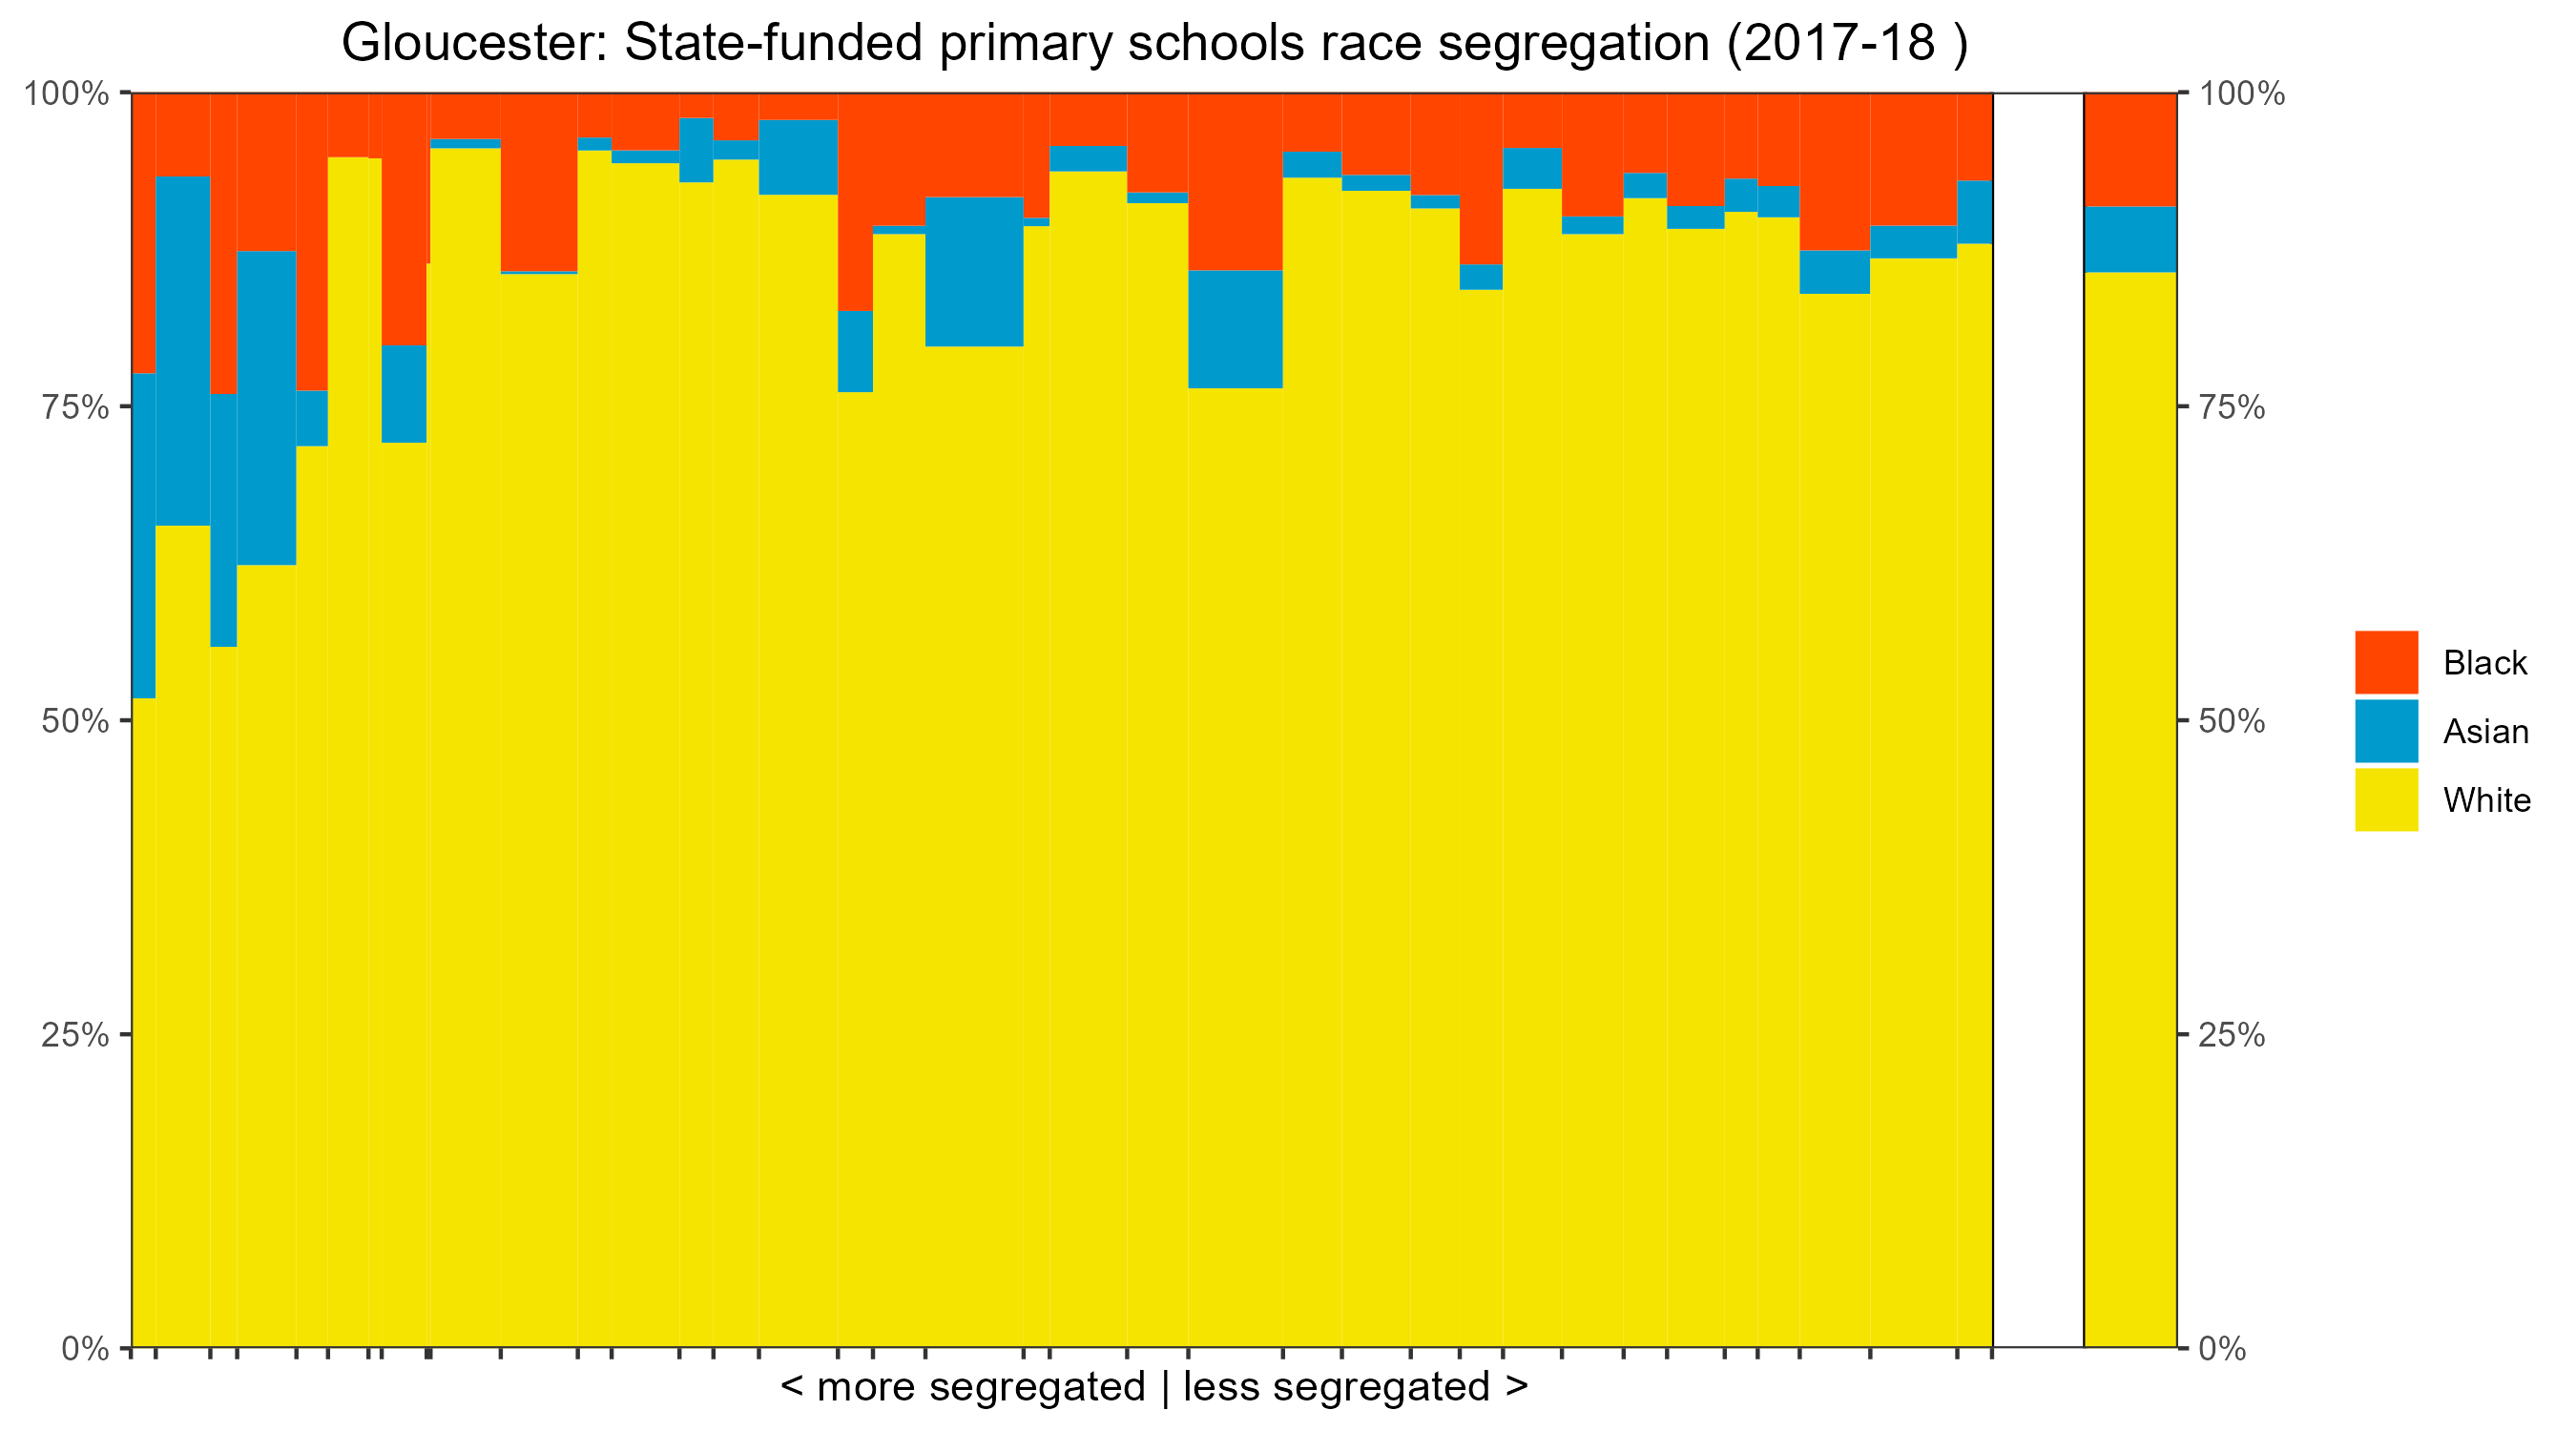 Gloucester: State-funded primary schools race segregation (2017-18 )
100%
75%
50%
25%
0%
100%
75%
50%
25%
0%
Black
Asian
White
< more segregated | less segregated >